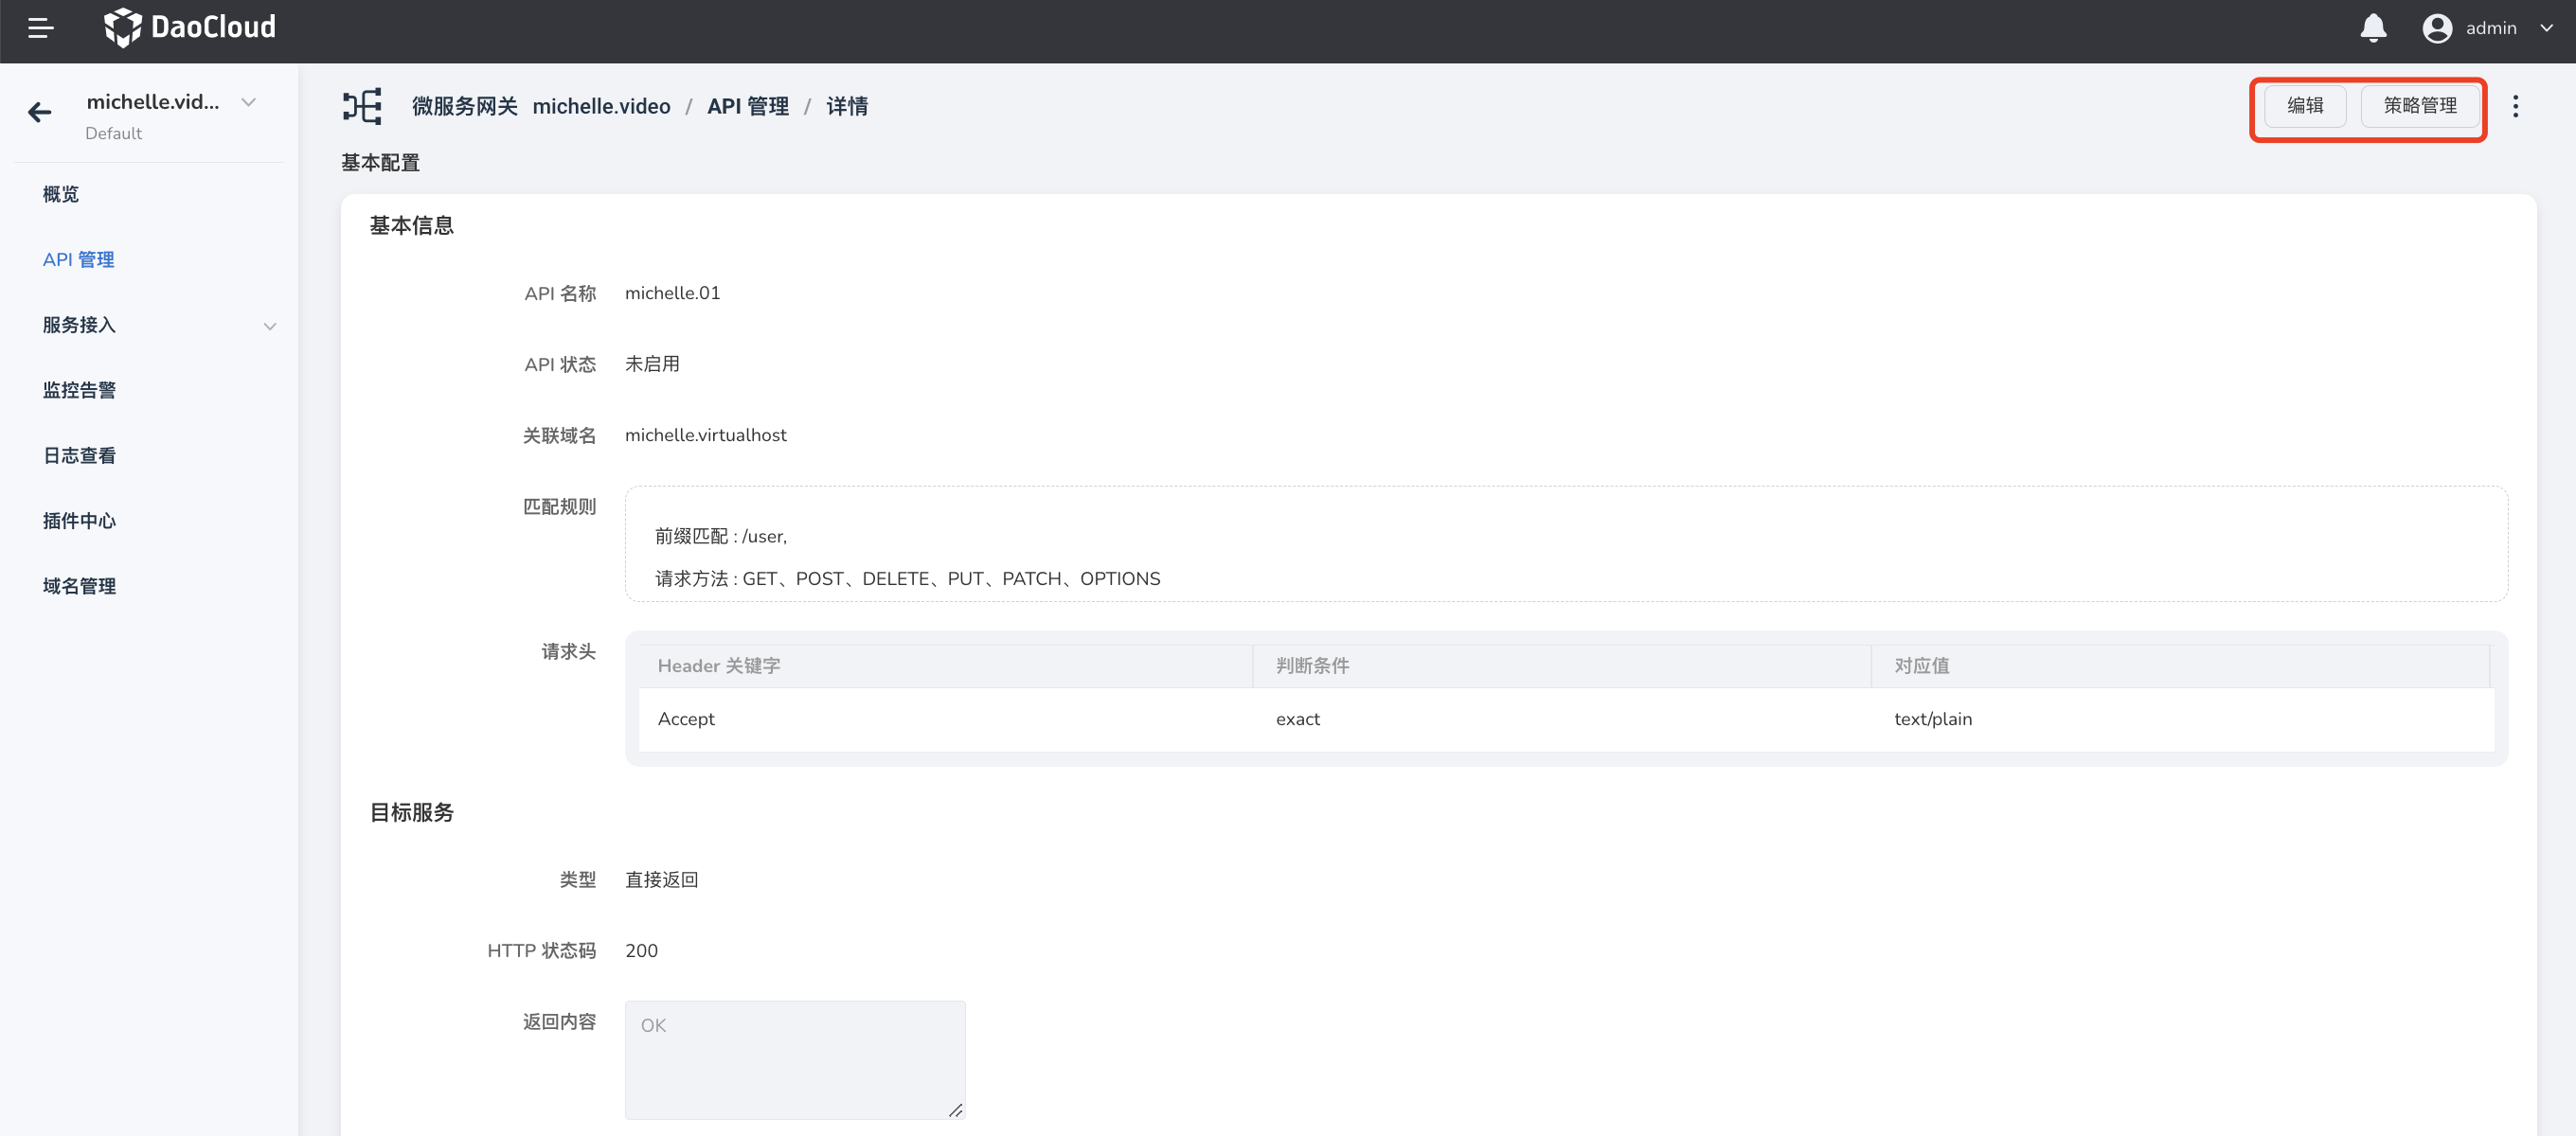 DaoCloud
admin
michelle.vid...
Default
概览
API 管理
服务接入
监控告警
日志查看
插件中心
域名管理
微服务网关 michelle.video / API 管理 / 详情
编辑 策略管理
基本配置
基本信息
API 名称 michelle.01
API 状态 未启用
关联域名 michelle.virtualhost
匹配规则
前缀匹配 : /user,
请求方法 : GET、POST、DELETE、PUT、PATCH、OPTIONS
请求头
Header 关键字 判断条件 对应值
Accept exact text/plain
目标服务
类型 直接返回
HTTP 状态码 200
返回内容 OK